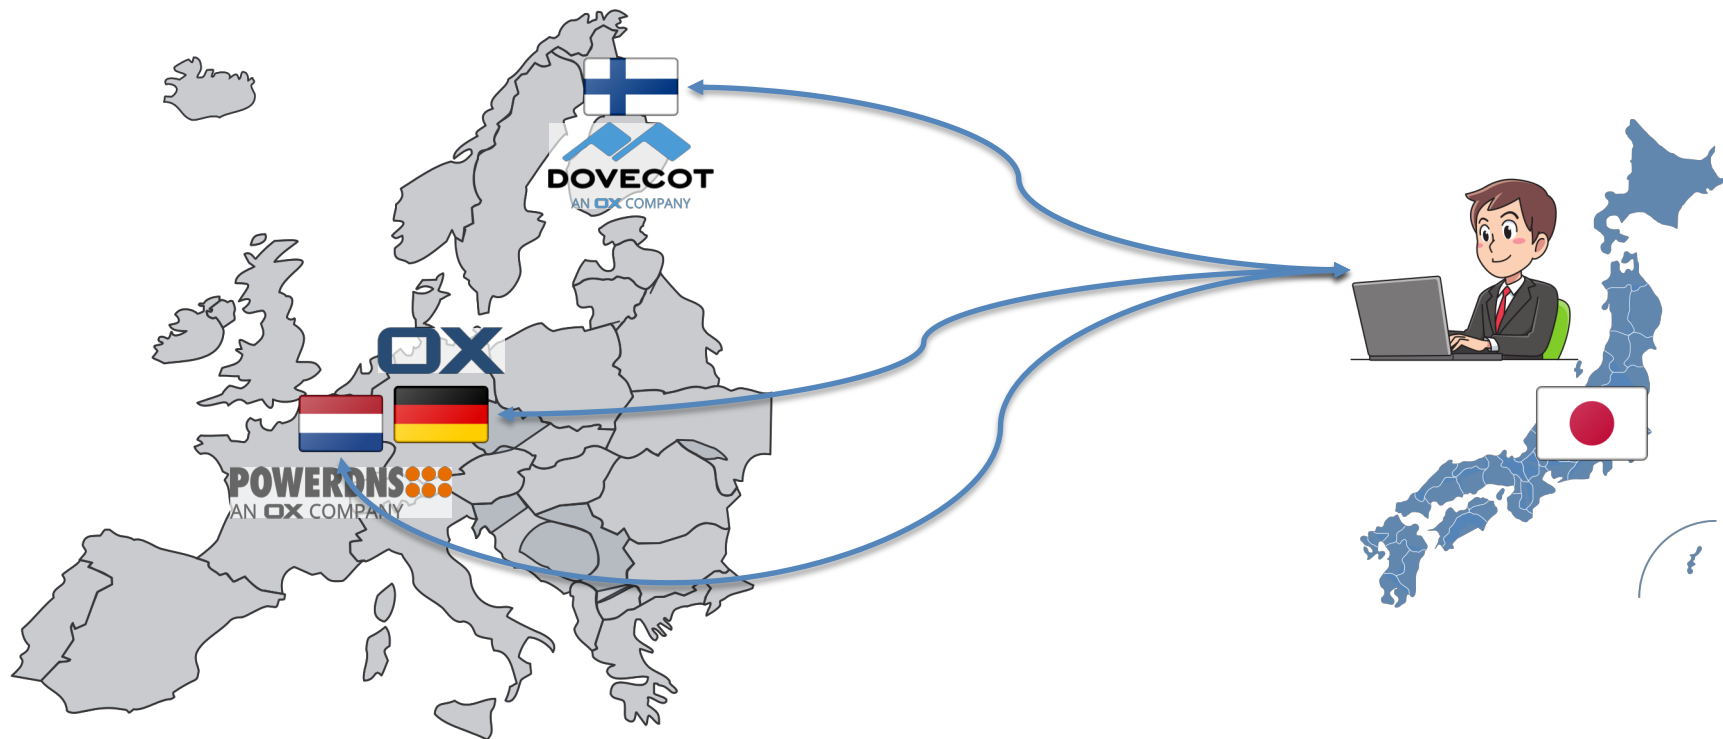 DOVECOT
AN OX COMPANY
OX
POWERDNS
AN OX COMPANY